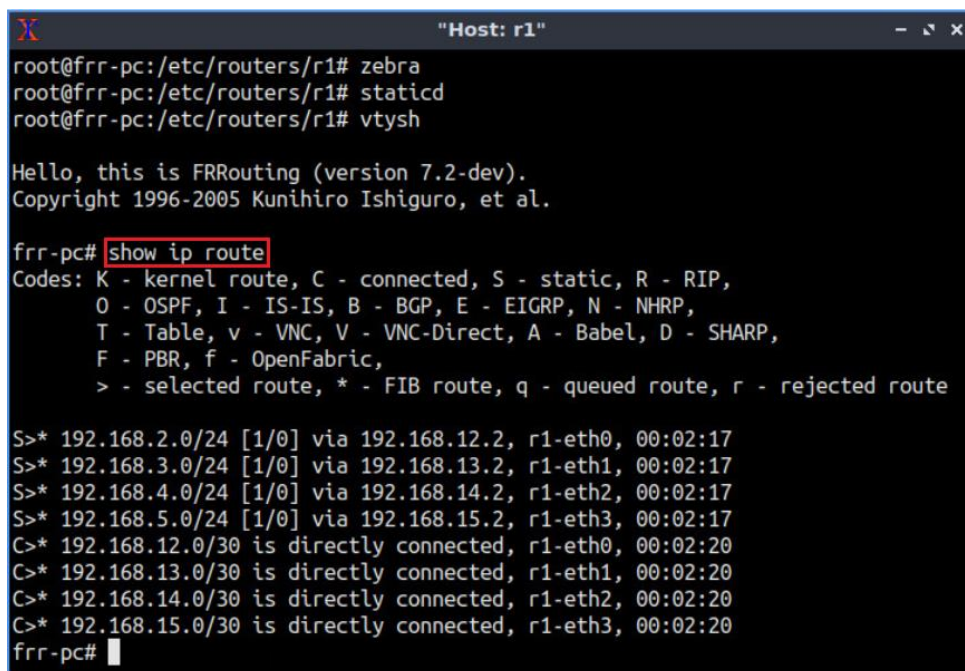 "Host: r1"
root@frr-pc:/etc/routers/r1# zebra
root@frr-pc:/etc/routers/r1# staticd
root@frr-pc:/etc/routers/r1# vtysh
Hello, this is FRRouting (version 7.2-dev).
Copyright 1996-2005 Kunihiro Ishiguro, et al.
frr-pc# show ip route
Codes: K - kernel route, C - connected, S - static, R - RIP,
       O - OSPF, I - IS-IS, B - BGP, E - EIGRP, N - NHRP,
       T - Table, v - VNC, V - VNC-Direct, A - Babel, D - SHARP,
       F - PBR, f - OpenFabric,
       > - selected route, * - FIB route, q - queued route, r - rejected route
S>* 192.168.2.0/24 [1/0] via 192.168.12.2, r1-eth0, 00:02:17
S>* 192.168.3.0/24 [1/0] via 192.168.13.2, r1-eth1, 00:02:17
S>* 192.168.4.0/24 [1/0] via 192.168.14.2, r1-eth2, 00:02:17
S>* 192.168.5.0/24 [1/0] via 192.168.15.2, r1-eth3, 00:02:17
C>* 192.168.12.0/30 is directly connected, r1-eth0, 00:02:20
C>* 192.168.13.0/30 is directly connected, r1-eth1, 00:02:20
C>* 192.168.14.0/30 is directly connected, r1-eth2, 00:02:20
C>* 192.168.15.0/30 is directly connected, r1-eth3, 00:02:20
frr-pc#